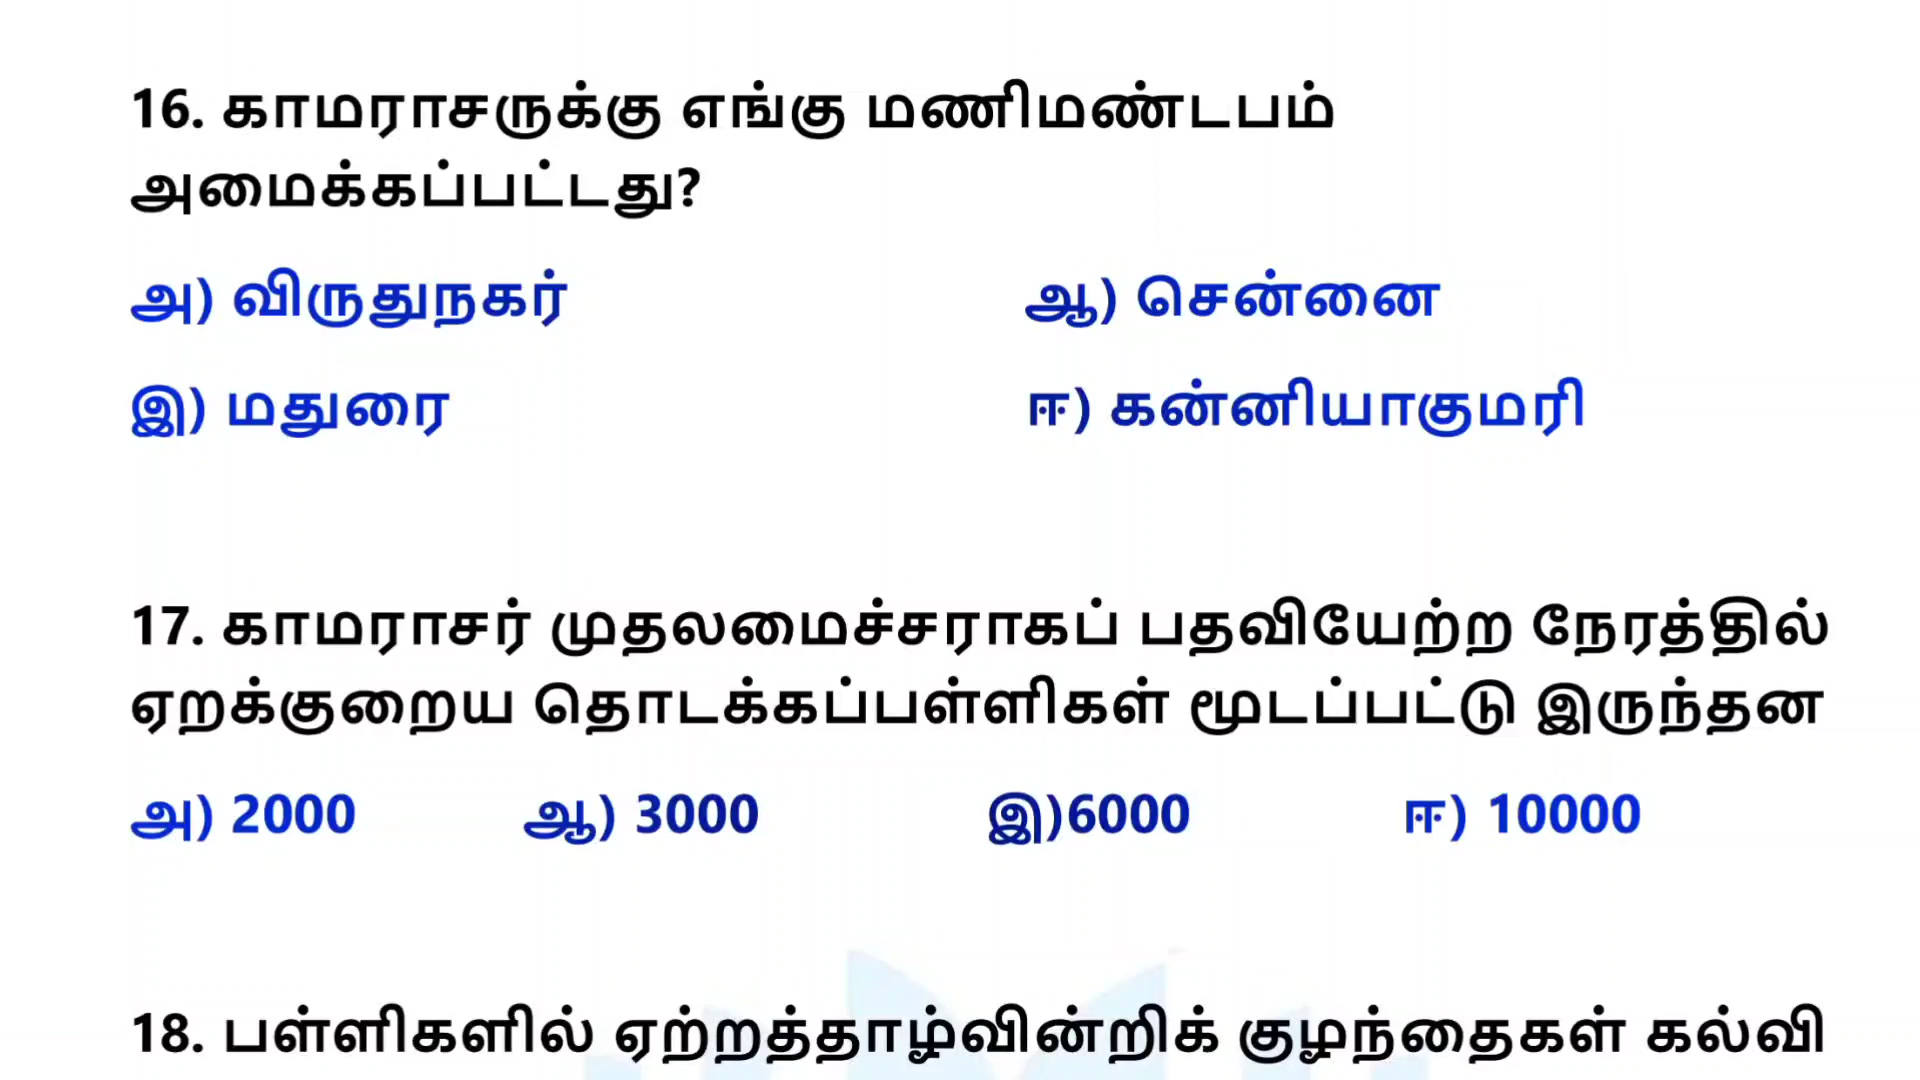 16. காமராசருக்கு எங்கு மணிமண்டபம்
அமைக்கப்பட்டது?
அ) விருதுநகர் ஆ) சென்னை
இ) மதுரை ஈ) கன்னியாகுமரி
17. காமராசர் முதலமைச்சராகப் பதவியேற்ற நேரத்தில்
ஏறக்குறைய தொடக்கப்பள்ளிகள் மூடப்பட்டு இருந்தன
அ) 2000 ஆ) 3000 இ)6000 ஈ) 10000
18. பள்ளிகளில் ஏற்றத்தாழ்வின்றிக் குழந்தைகள் கல்வி